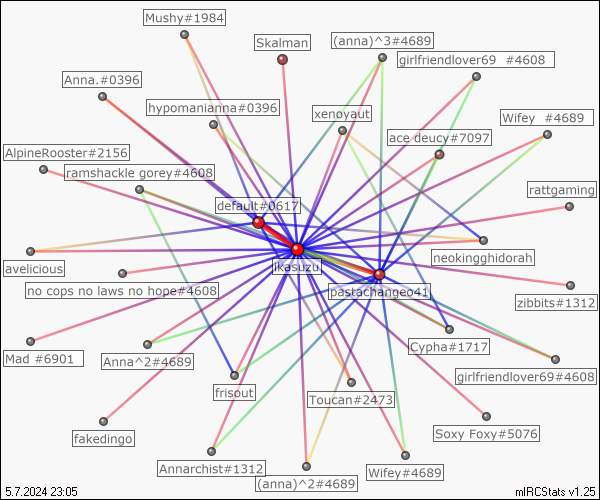 Mushy#1984
Skalman
(anna)^3#4689
girlfriendlover69 #4608
Anna.#0396
hypomanianna#0396
xenoyaut
Wifey #4689
ace deucy#7097
AlpineRooster#2156
ramshackle gorey#4608
rattgaming
default#0617
neokingghidorah
avelicious
ikasuzu
no cops no laws no hope#4608
pastachangeo41
zibbits#1312
Mad #6901
Anna^2#4689
Cypha#1717
girlfriendlover69#4608
frisout
Toucan#2473
fakedingo
Soxy Foxy#5076
Annarchist#1312
(anna)^2#4689
Wifey#4689
5.7.2024 23:05
mIRCStats v1.25